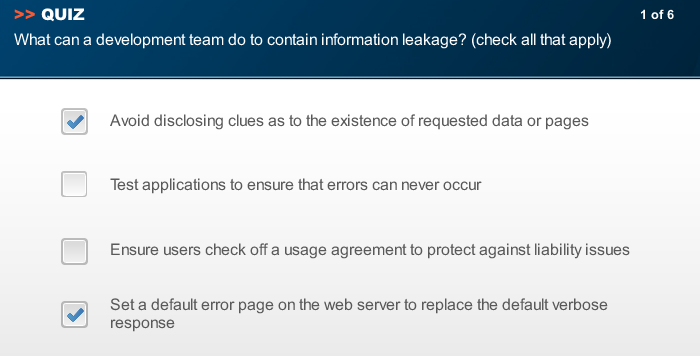 >> QUIZ
1 of 6
What can a development team do to contain information leakage? (check all that apply)
Avoid disclosing clues as to the existence of requested data or pages
Test applications to ensure that errors can never occur
Ensure users check off a usage agreement to protect against liability issues
Set a default error page on the web server to replace the default verbose
response